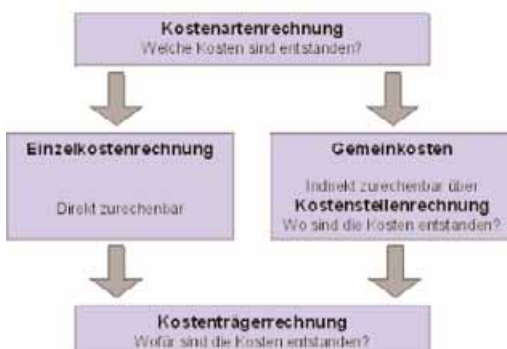 Kostenartenrechnung
Welche Kosten sind entstanden?
Einzelkostenrechnung
Direkt zurechenbar
Gemeinkosten
Indirekt zurechenbar über
Kostenstellenrechnung
Wo sind die Kosten entstanden?
Kostenträgerrechnung
Wofür sind die Kosten entstanden?